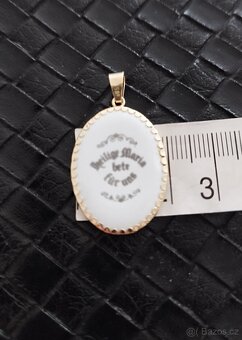 Heilige Maria
bete
für uns
3
© Bazos.cz